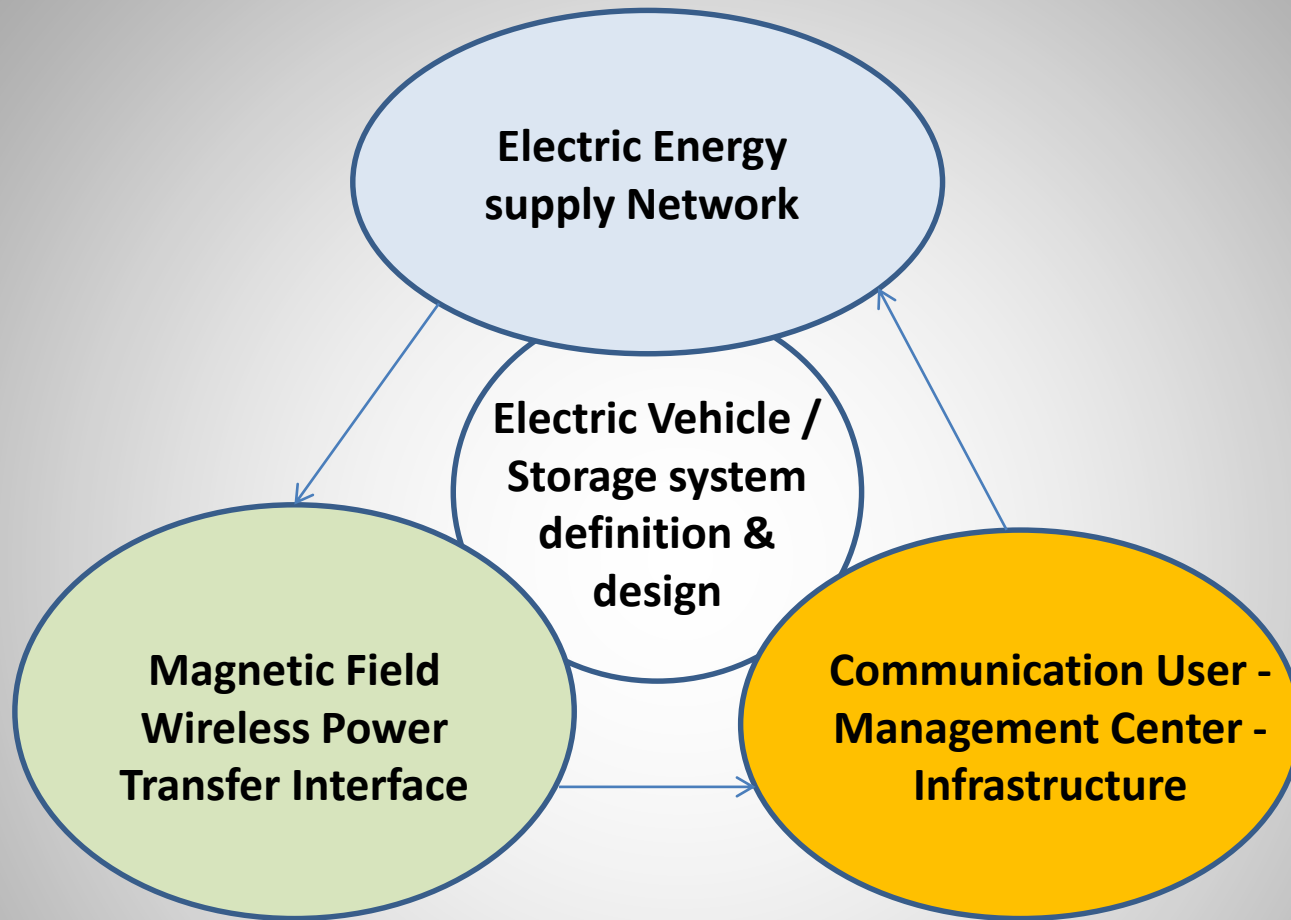 Electric Energy
supply Network
Electric Vehicle /
Storage system
definition &
design
Magnetic Field
Wireless Power
Transfer Interface
Communication User -
Management Center -
Infrastructure